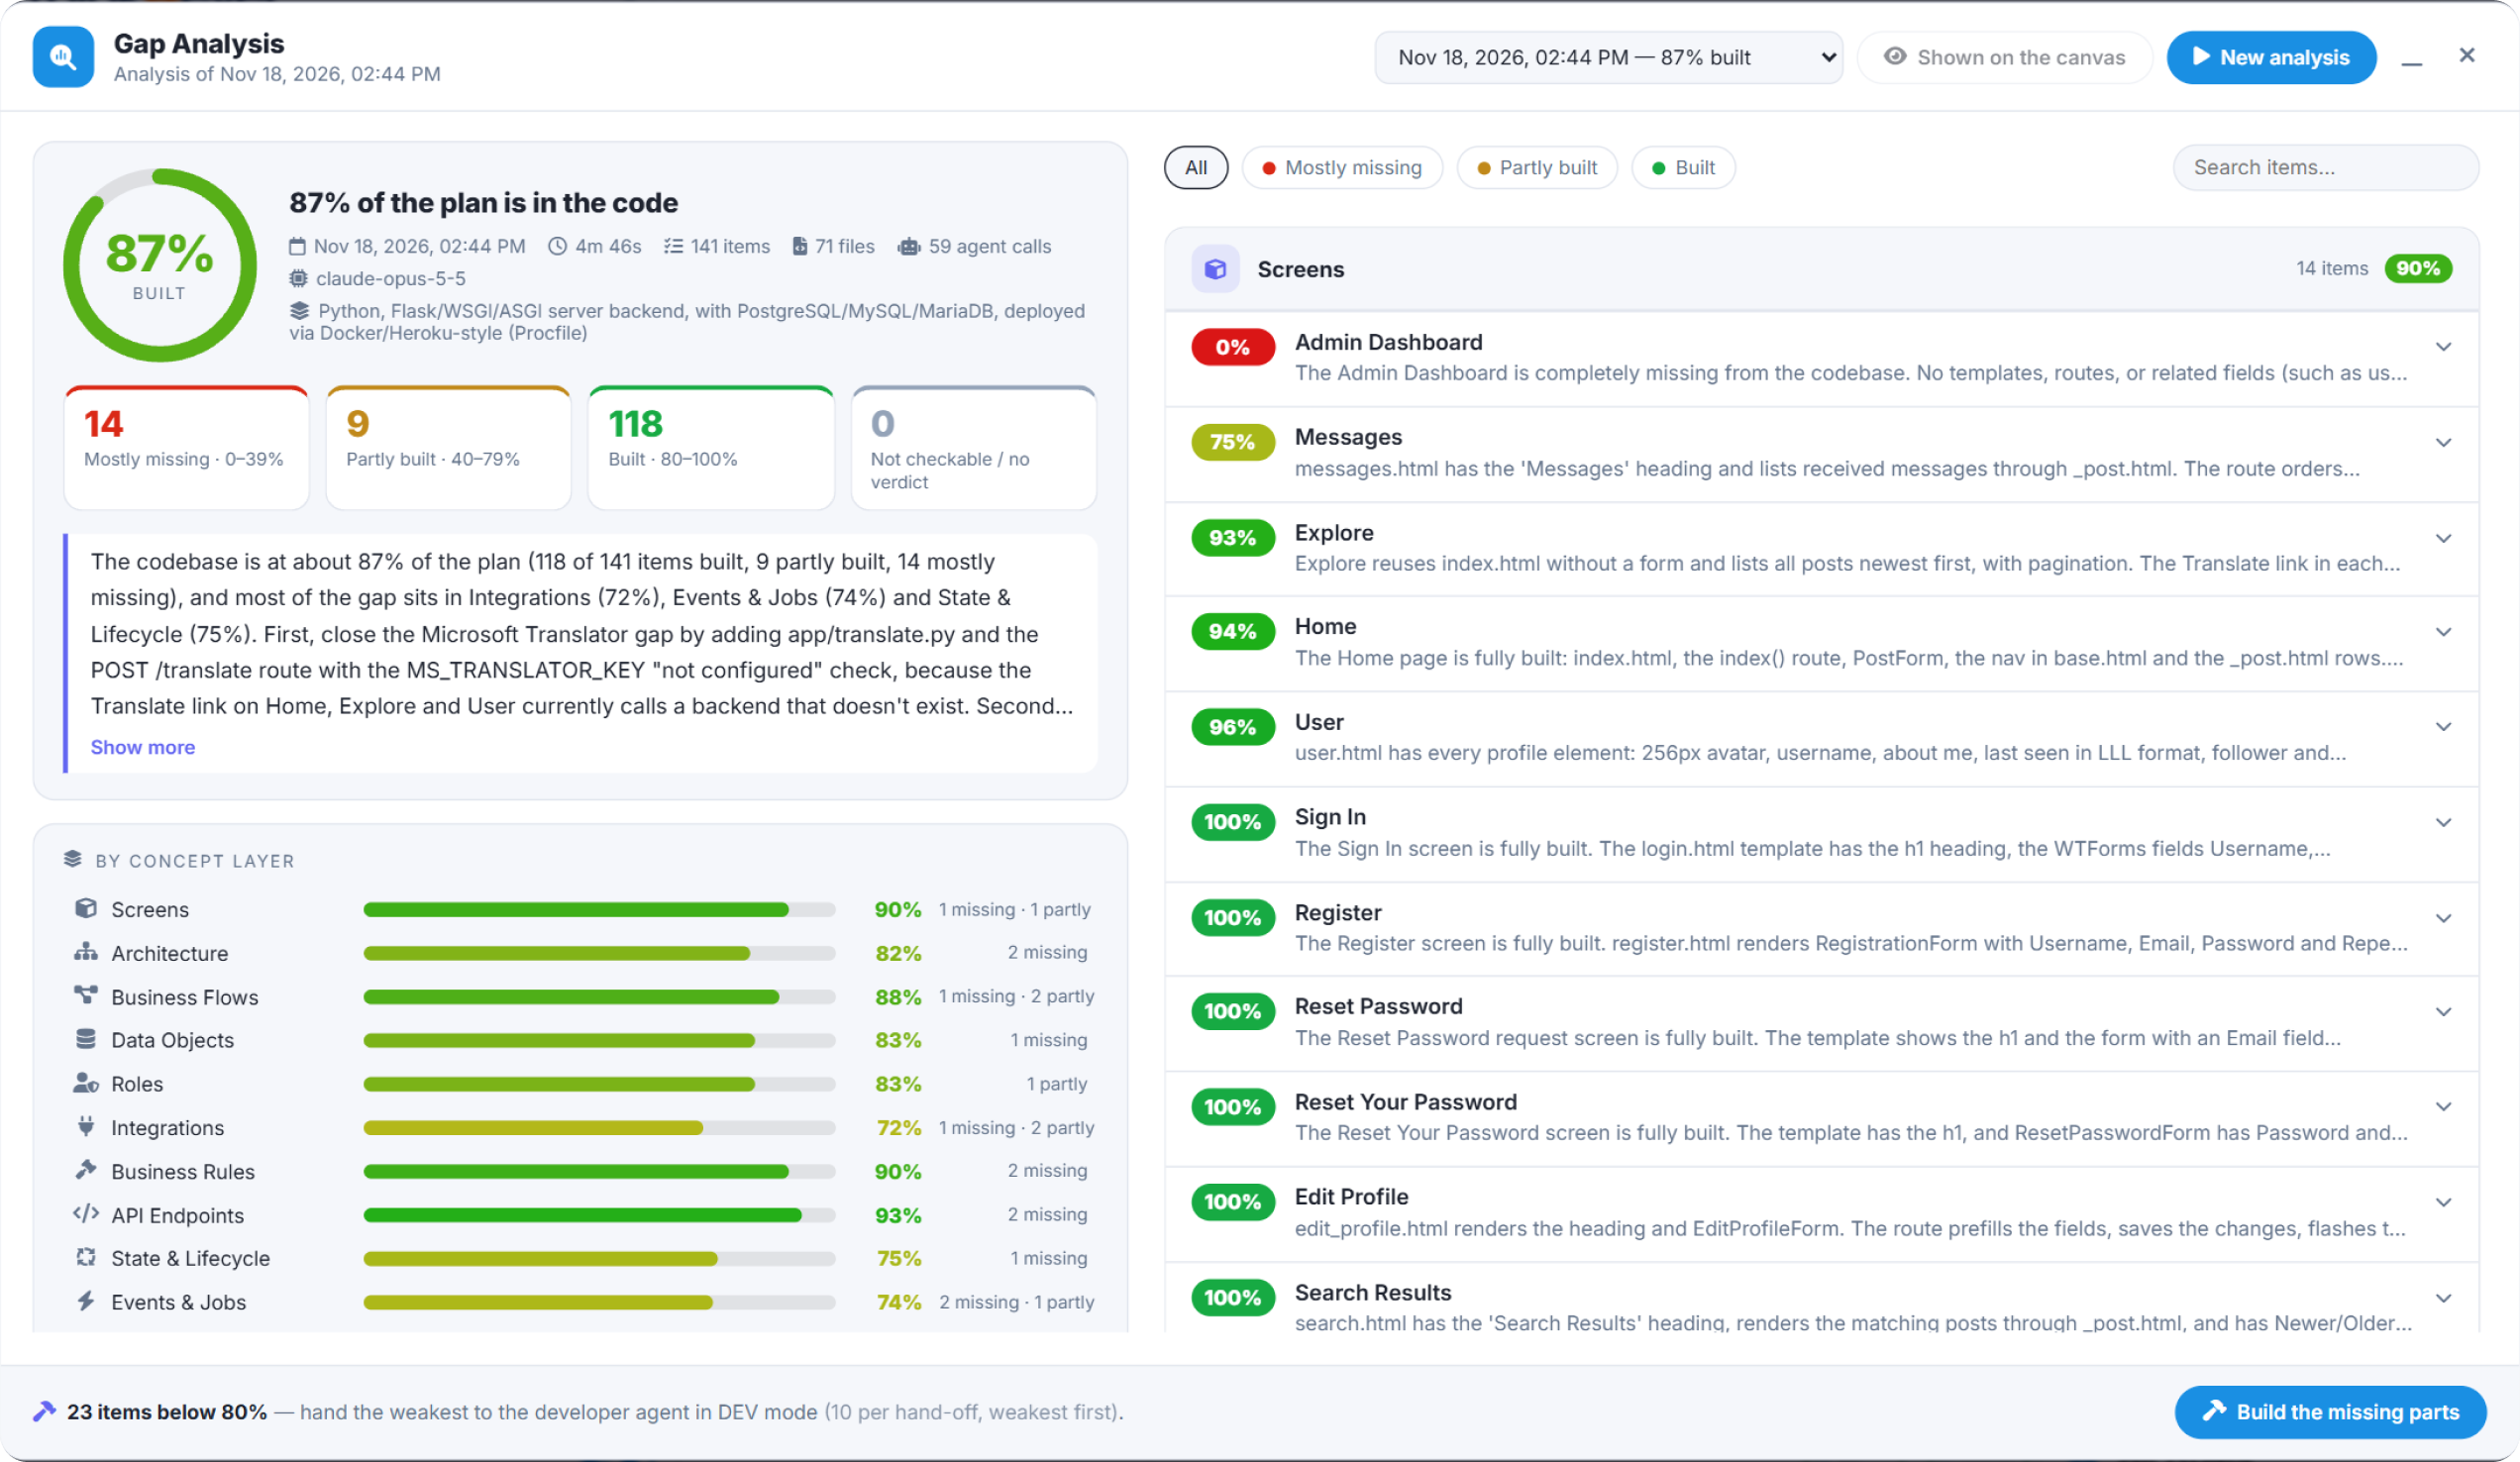 Gap Analysis
Analysis of Nov 18, 2026, 02:44 PM
Nov 18, 2026, 02:44 PM — 87% built
Shown on the canvas
New analysis
87%
BUILT
87% of the plan is in the code
Nov 18, 2026, 02:44 PM 4m 46s 141 items 71 files 59 agent calls
claude-opus-5-5
Python, Flask/WSGI/ASGI server backend, with PostgreSQL/MySQL/MariaDB, deployed
via Docker/Heroku-style (Procfile)
14
Mostly missing · 0–39%
9
Partly built · 40–79%
118
Built · 80–100%
0
Not checkable / no
verdict
The codebase is at about 87% of the plan (118 of 141 items built, 9 partly built, 14 mostly
missing), and most of the gap sits in Integrations (72%), Events & Jobs (74%) and State &
Lifecycle (75%). First, close the Microsoft Translator gap by adding app/translate.py and the
POST /translate route with the MS_TRANSLATOR_KEY "not configured" check, because the
Translate link on Home, Explore and User currently calls a backend that doesn't exist. Second...
Show more
BY CONCEPT LAYER
Screens 90% 1 missing · 1 partly
Architecture 82% 2 missing
Business Flows 88% 1 missing · 2 partly
Data Objects 83% 1 missing
Roles 83% 1 partly
Integrations 72% 1 missing · 2 partly
Business Rules 90% 2 missing
API Endpoints 93% 2 missing
State & Lifecycle 75% 1 missing
Events & Jobs 74% 2 missing · 1 partly
All Mostly missing Partly built Built
Search items...
Screens 14 items 90%
0% Admin Dashboard
The Admin Dashboard is completely missing from the codebase. No templates, routes, or related fields (such as us...
75% Messages
messages.html has the 'Messages' heading and lists received messages through _post.html. The route orders...
93% Explore
Explore reuses index.html without a form and lists all posts newest first, with pagination. The Translate link in each...
94% Home
The Home page is fully built: index.html, the index() route, PostForm, the nav in base.html and the _post.html rows....
96% User
user.html has every profile element: 256px avatar, username, about me, last seen in LLL format, follower and...
100% Sign In
The Sign In screen is fully built. The login.html template has the h1 heading, the WTForms fields Username,...
100% Register
The Register screen is fully built. register.html renders RegistrationForm with Username, Email, Password and Repe...
100% Reset Password
The Reset Password request screen is fully built. The template shows the h1 and the form with an Email field...
100% Reset Your Password
The Reset Your Password screen is fully built. The template has the h1, and ResetPasswordForm has Password and...
100% Edit Profile
edit_profile.html renders the heading and EditProfileForm. The route prefills the fields, saves the changes, flashes t...
100% Search Results
search.html has the 'Search Results' heading, renders the matching posts through _post.html, and has Newer/Older...
23 items below 80% — hand the weakest to the developer agent in DEV mode (10 per hand-off, weakest first).
Build the missing parts